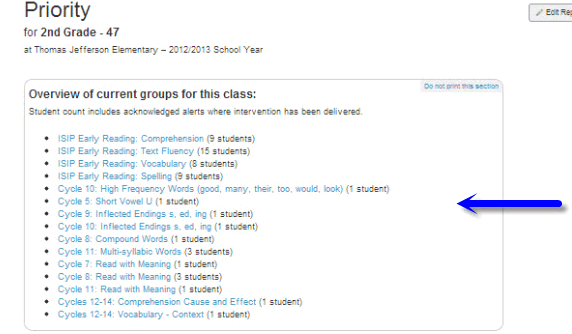 Priority
Edit Rep
for 2nd Grade - 47
at Thomas Jefferson Elementary – 2012/2013 School Year
Do not print this section
Overview of current groups for this class:
Student count includes acknowledged alerts where intervention has been delivered.
• ISIP Early Reading: Comprehension (9 students)
• ISIP Early Reading: Text Fluency (15 students)
• ISIP Early Reading: Vocabulary (8 students)
• ISIP Early Reading: Spelling (9 students)
• Cycle 10: High Frequency Words (good, many, their, too, would, look) (1 student)
• Cycle 5: Short Vowel U (1 student)
• Cycle 9: Inflected Endings s, ed, ing (1 student)
• Cycle 10: Inflected Endings s, ed, ing (1 student)
• Cycle 8: Compound Words (1 student)
• Cycle 11: Multi-syllabic Words (3 students)
• Cycle 7: Read with Meaning (1 student)
• Cycle 8: Read with Meaning (3 students)
• Cycle 11: Read with Meaning (1 student)
• Cycles 12-14: Comprehension Cause and Effect (1 student)
• Cycles 12-14: Vocabulary - Context (1 student)